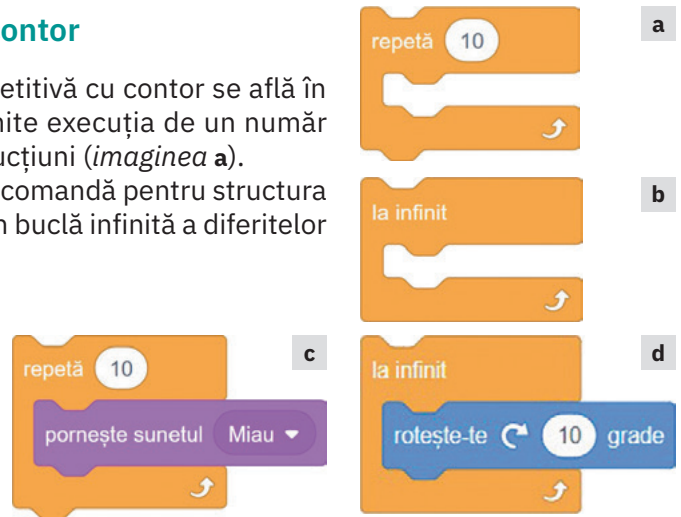 ontor
etitivă cu contor se află în
nite execuția de un număr
ucțiuni (imaginea a).
comandă pentru structura
n buclă infinită a diferitelor
repetă 10
a
la infinit
b
repetă 10
c
pornește sunetul Miau
la infinit
d
rotește-te 10 grade